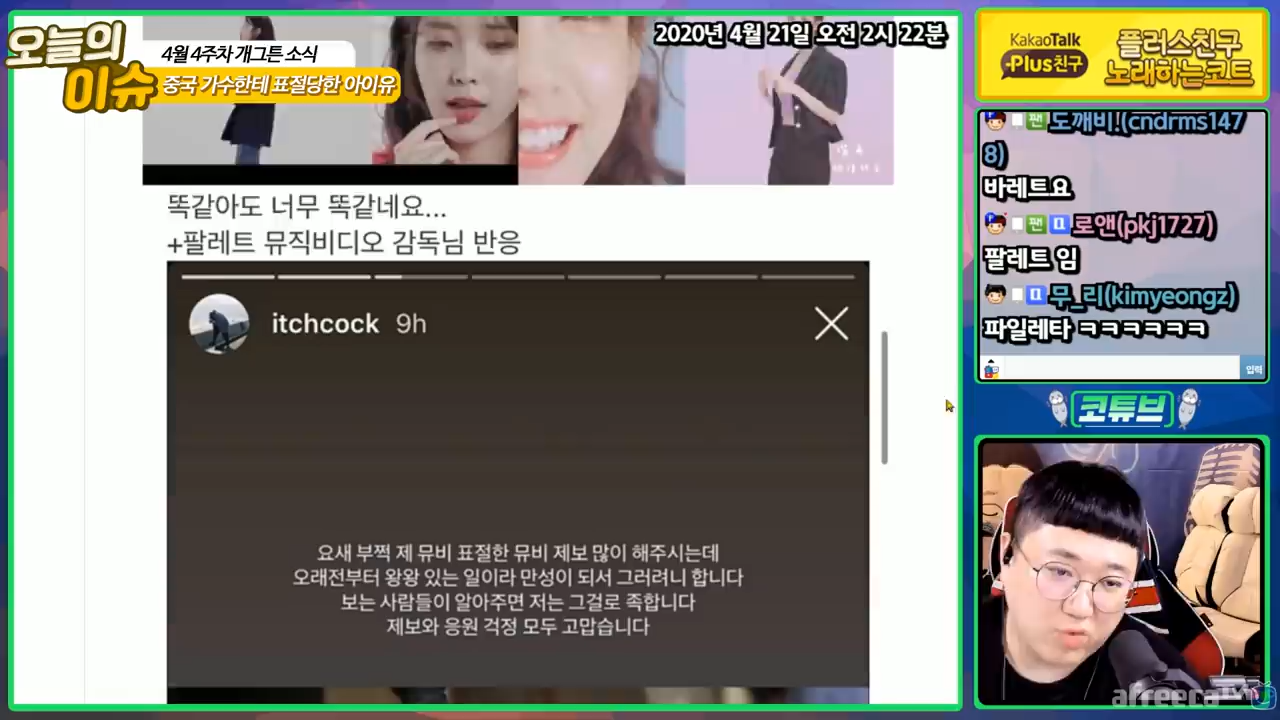 오늘의
이슈
4월 4주차 개그튼 소식
중국 가수한테 표절당한 아이유
2020년 4월 21일 오전 2시 22분
똑같아도 너무 똑같네요...
+팔레트 뮤직비디오 감독님 반응
itchcock 9h
요새 부쩍 제 뮤비 표절한 뮤비 제보 많이 해주시는데
오래전부터 왕왕 있는 일이라 만성이 되서 그러려니 합니다
보는 사람들이 알아주면 저는 그걸로 족합니다
제보와 응원 걱정 모두 고맙습니다
KakaoTalk
Plus친구
플러스친구
노래하는코트
팬 도깨비!(cndrms147
8)
바레트요
팬 로앤(pkj1727)
팔레트 임
무_리(kimyeongz)
파일레타 ㅋㅋㅋㅋㅋㅋ
입력
코튜브
afreecaTV